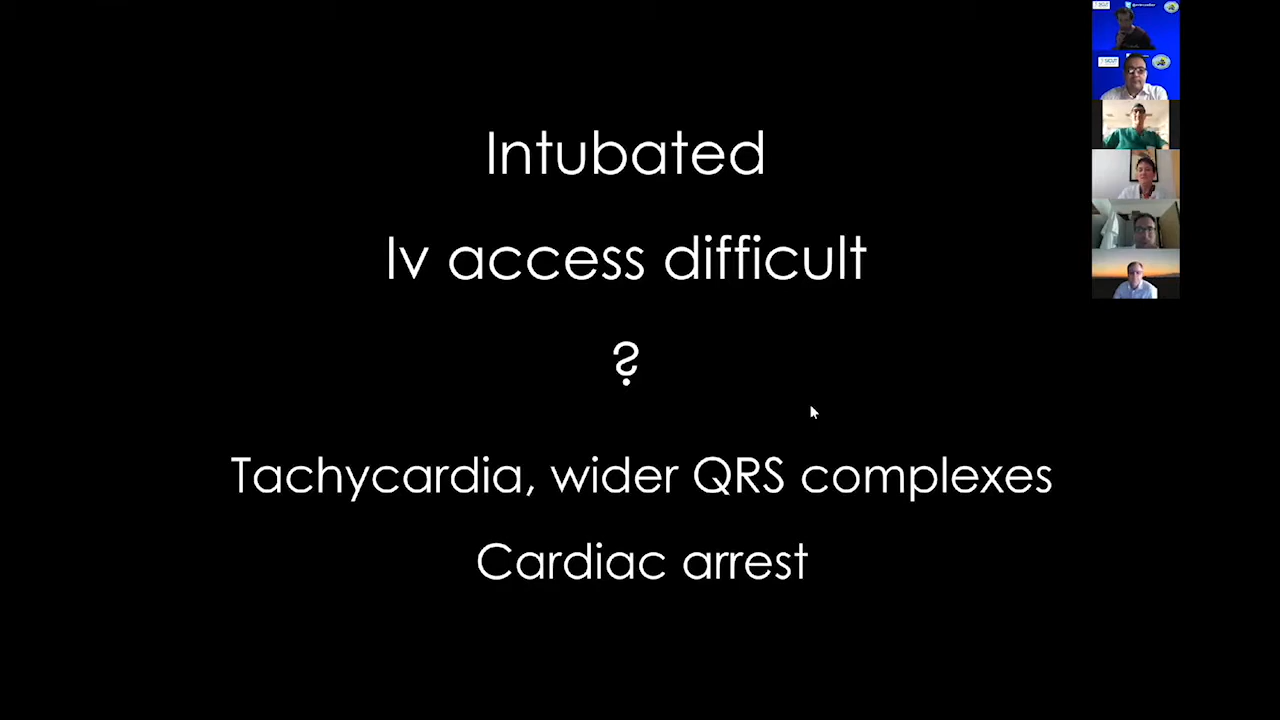 Intubated
Iv access difficult
?
Tachycardia, wider QRS complexes
Cardiac arrest